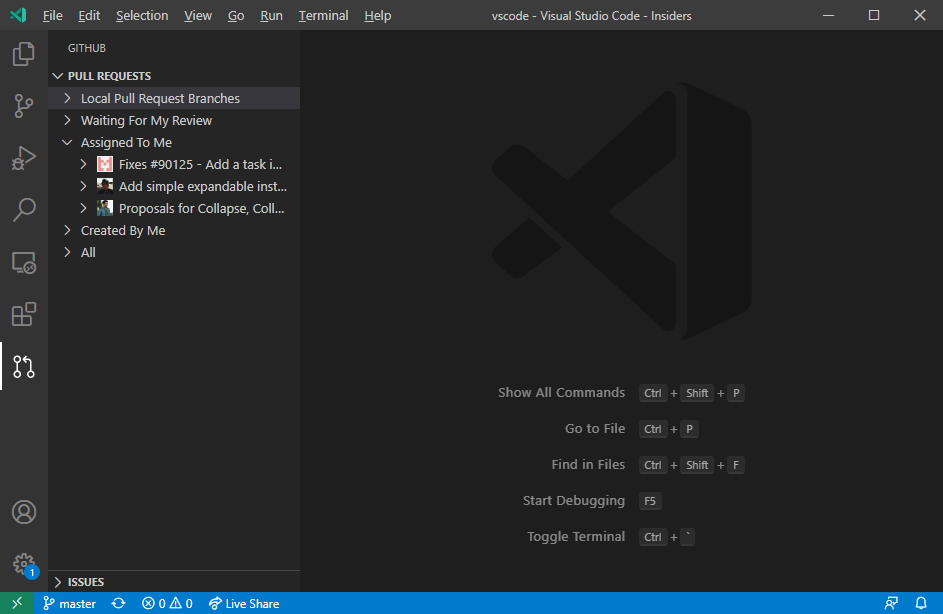 File Edit Selection View Go Run Terminal Help vscode - Visual Studio Code - Insiders
GITHUB
PULL REQUESTS
Local Pull Request Branches
Waiting For My Review
Assigned To Me
Fixes #90125 - Add a task i...
Add simple expandable inst...
Proposals for Collapse, Coll...
Created By Me
All
Show All Commands Ctrl + Shift + P
Go to File Ctrl + P
Find in Files Ctrl + Shift + F
Start Debugging F5
Toggle Terminal Ctrl + `
1
ISSUES
master 0 0 Live Share